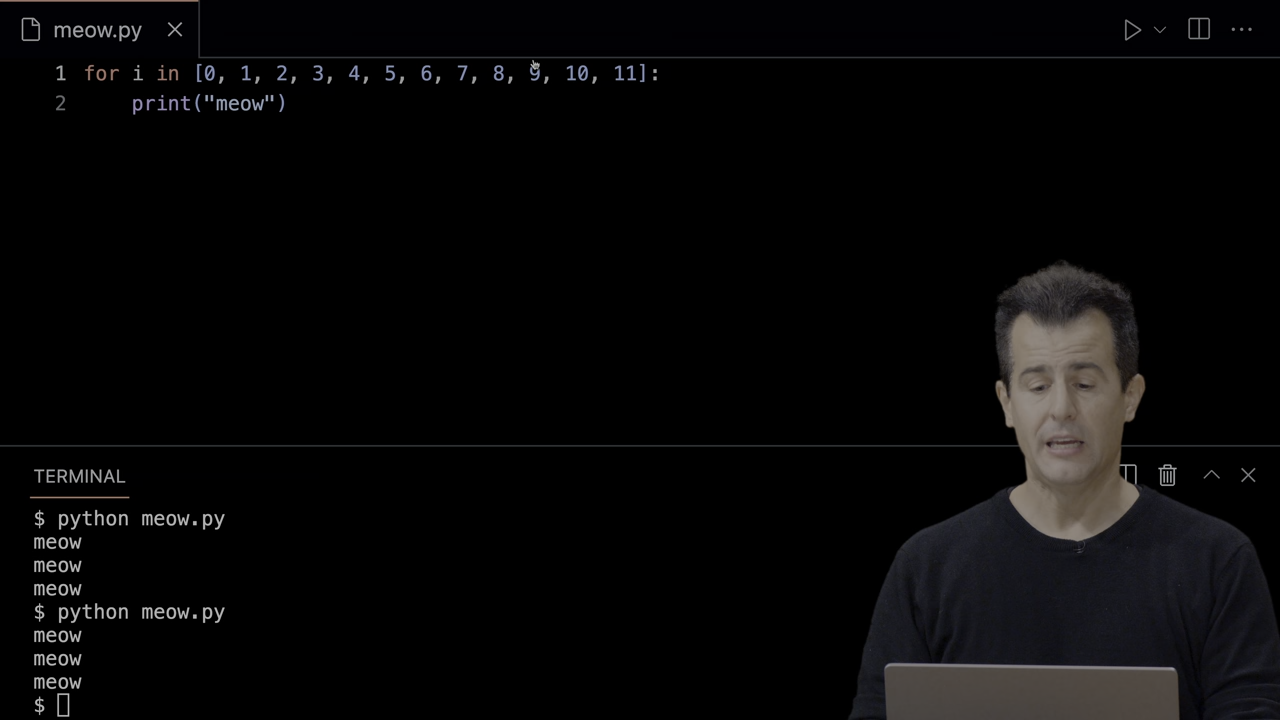 meow.py
1 for i in [0, 1, 2, 3, 4, 5, 6, 7, 8, 9, 10, 11]:
2 print("meow")
TERMINAL
$ python meow.py
meow
meow
meow
$ python meow.py
meow
meow
meow
$